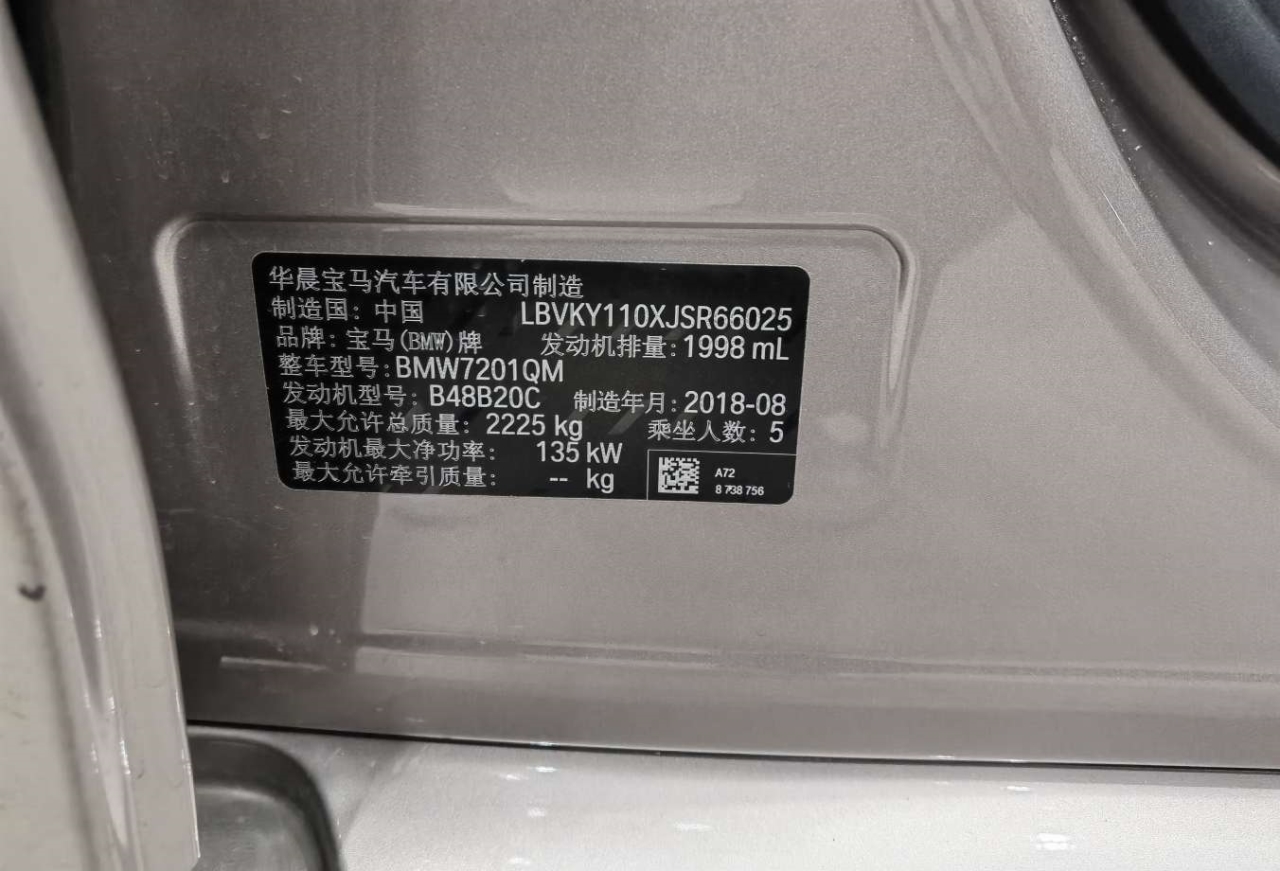 华晨宝马汽车有限公司制造
制造国：中国 LBVKY110XJSR66025
品牌：宝马(BMW)牌 发动机排量：1998 mL
整车型号：BMW7201QM
发动机型号：B48B20C 制造年月：2018-08
最大允许总质量：2225 kg 乘坐人数：5
发动机最大净功率：135 kW
最大允许牵引质量：-- kg
A72
8 738 756